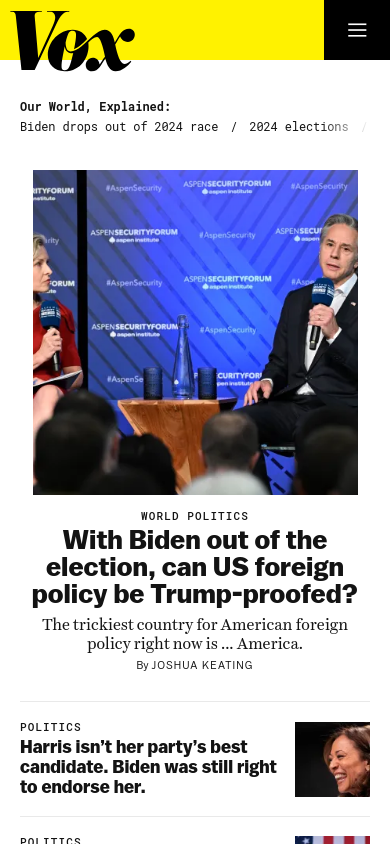 Vox
Our World, Explained:
Biden drops out of 2024 race / 2024 elections /
SECURITYFORUM
aspen institute
#AspenSecurity
ASPENSECURITYFORUM
aspen institute
#AspenSecurity
#AspenSecurity
ASPENSECURITYFORUM
aspen institute
#AspenSecurity
#AspenSecurity
ASPENSECURITYFORUM
aspen institute
ASPENSECURITYFORUM
aspen institute
#AspenSecurity
WORLD POLITICS
With Biden out of the
election, can US foreign
policy be Trump-proofed?
The trickiest country for American foreign
policy right now is ... America.
By JOSHUA KEATING
POLITICS
Harris isn’t her party’s best
candidate. Biden was still right
to endorse her.
POLITICS